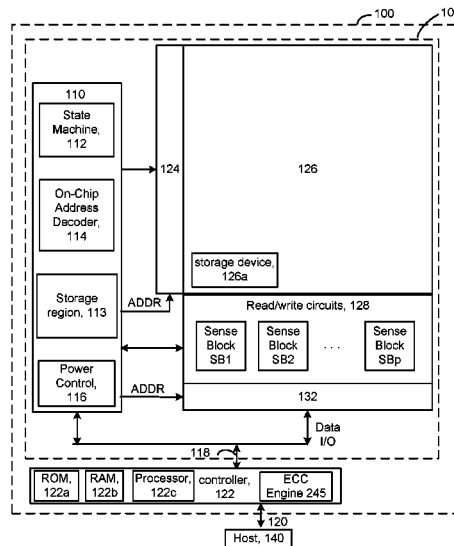 100
10
110
State
Machine,
112
On-Chip
Address
Decoder,
114
Storage
region, 113
Power
Control,
116
ADDR
ADDR
124
126
storage device,
126a
Read/write circuits, 128
Sense
Block
SB1
Sense
Block
SB2
. . .
Sense
Block
SBp
132
Data
I/O
118
ROM,
122a
RAM,
122b
Processor,
122c
controller,
122
ECC
Engine 245
120
Host, 140